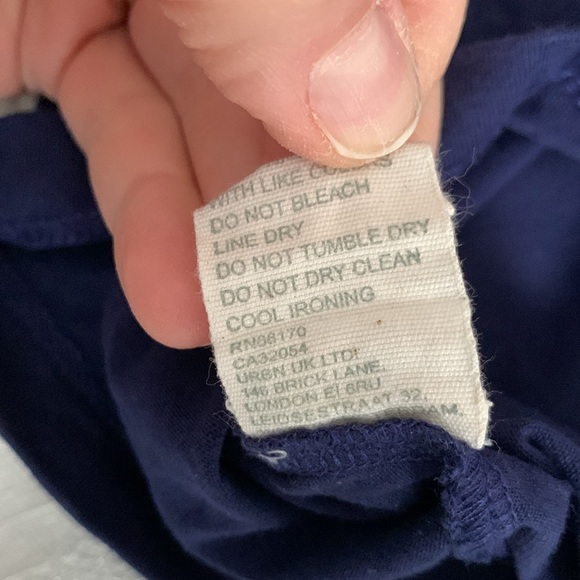 WITH LIKE COLORS
DO NOT BLEACH
LINE DRY
DO NOT TUMBLE DRY
DO NOT DRY CLEAN
COOL IRONING
RN66170
CA32054
URBN UK LTD!
146 BRICK LANE,
LONDON E1 6RU
LEIDSESTRAAT 32,